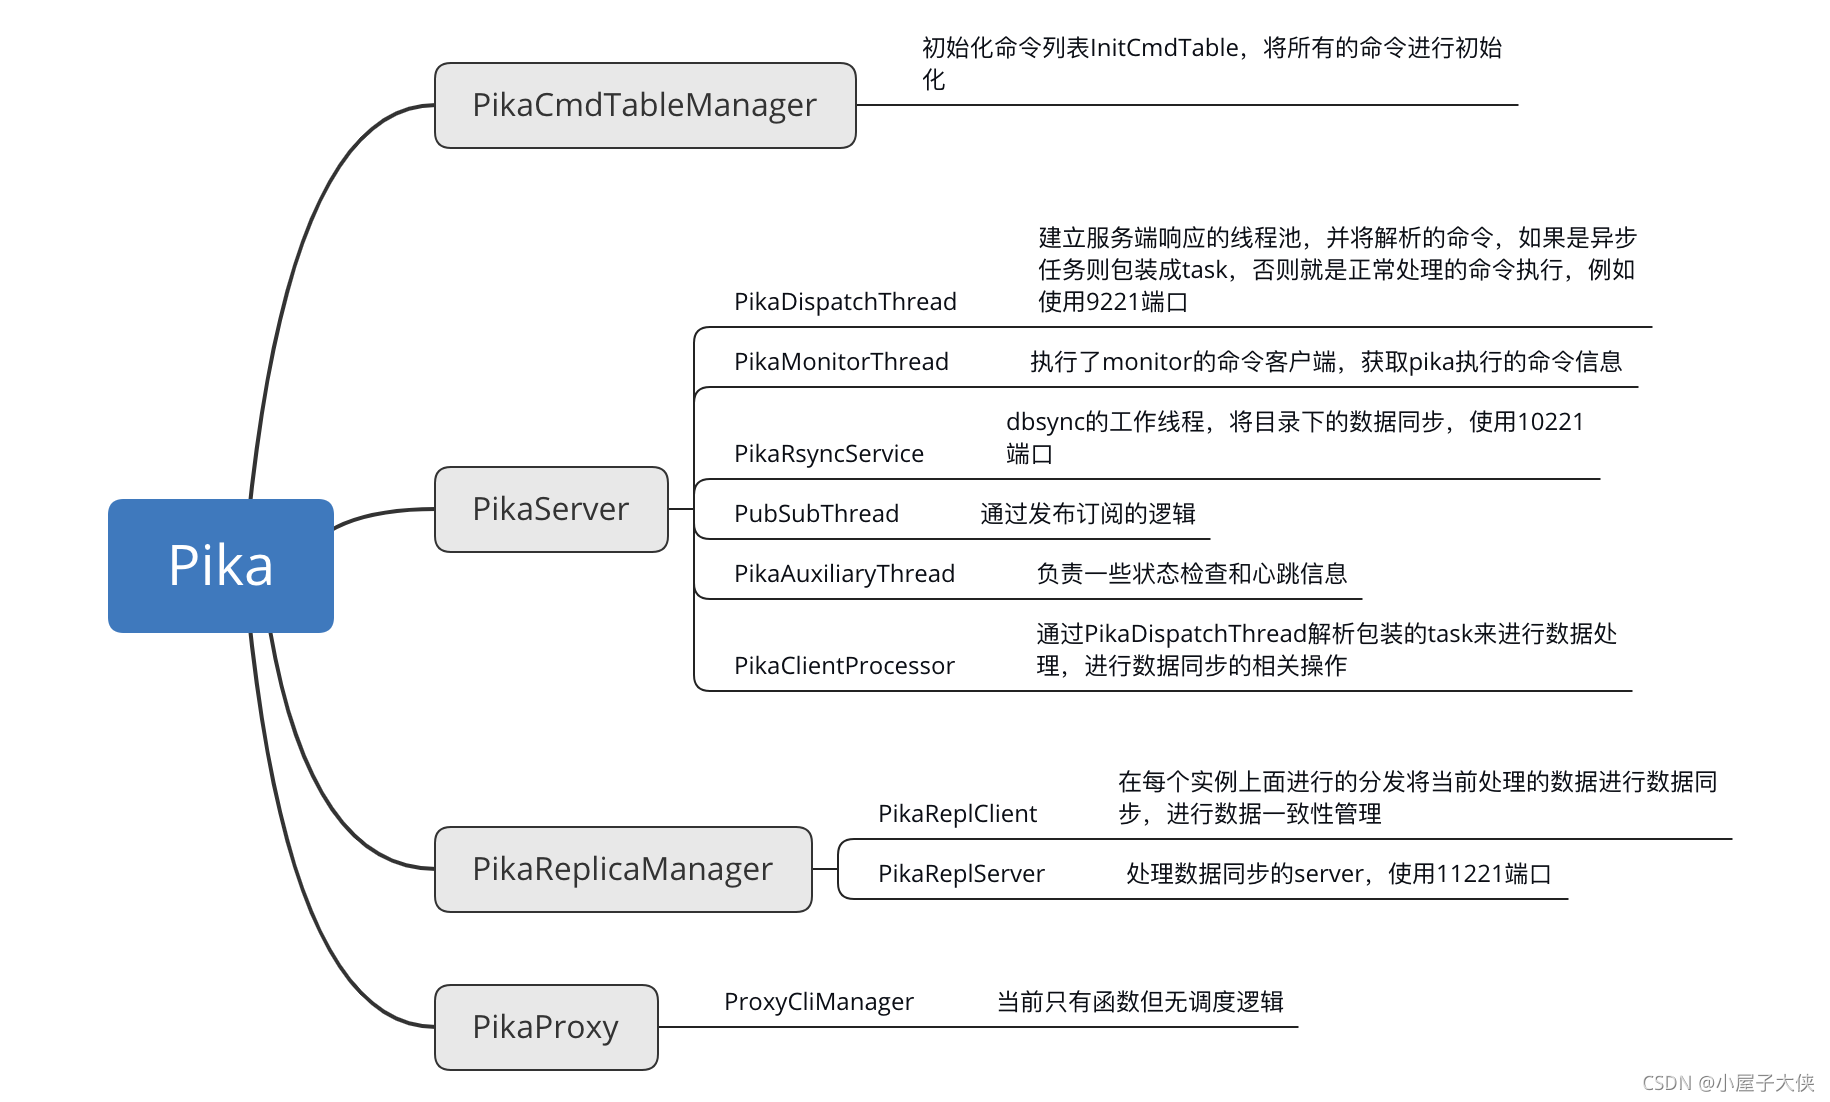 Pika
PikaCmdTableManager
初始化命令列表InitCmdTable，将所有的命令进行初始
化
PikaServer
PikaDispatchThread
建立服务端响应的线程池，并将解析的命令，如果是异步
任务则包装成task，否则就是正常处理的命令执行，例如
使用9221端口
PikaMonitorThread
执行了monitor的命令客户端，获取pika执行的命令信息
PikaRsyncService
dbsync的工作线程，将目录下的数据同步，使用10221
端口
PubSubThread
通过发布订阅的逻辑
PikaAuxiliaryThread
负责一些状态检查和心跳信息
PikaClientProcessor
通过PikaDispatchThread解析包装的task来进行数据处
理，进行数据同步的相关操作
PikaReplicaManager
PikaReplClient
在每个实例上面进行的分发将当前处理的数据进行数据同
步，进行数据一致性管理
PikaReplServer
处理数据同步的server，使用11221端口
PikaProxy
ProxyCliManager
当前只有函数但无调度逻辑
CSDN @小屋子大侠